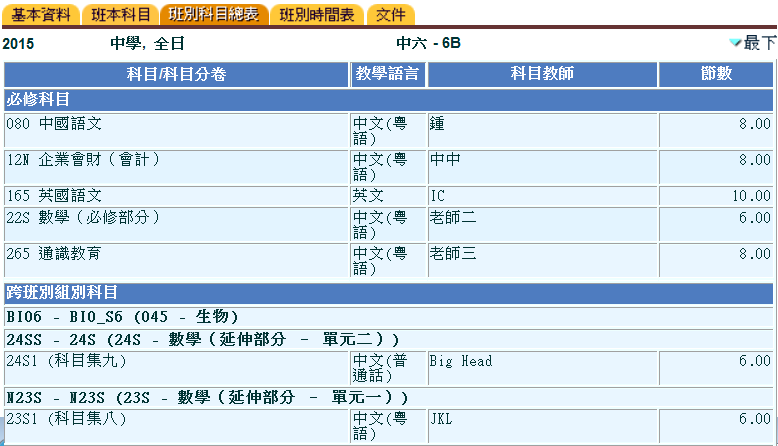 基本資料 班本科目 班別科目總表 班別時間表 文件
2015 中學, 全日 中六 - 6B 最下
科目/科目分卷 教學語言 科目教師 節數
必修科目
080 中國語文 中文(粵語) 鍾 8.00
12N 企業會財（會計） 中文(粵語) 中中 8.00
165 英國語文 英文 IC 10.00
22S 數學（必修部分） 中文(粵語) 老師二 6.00
265 通識教育 中文(粵語) 老師三 8.00
跨班別組別科目
BIO6 - BIO_S6 (045 - 生物)
24SS - 24S (24S - 數學（延伸部分 － 單元二）)
24S1 (科目集九) 中文(普通話) Big Head 6.00
N23S - N23S (23S - 數學（延伸部分 － 單元一）)
23S1 (科目集八) 中文(粵語) JKL 6.00